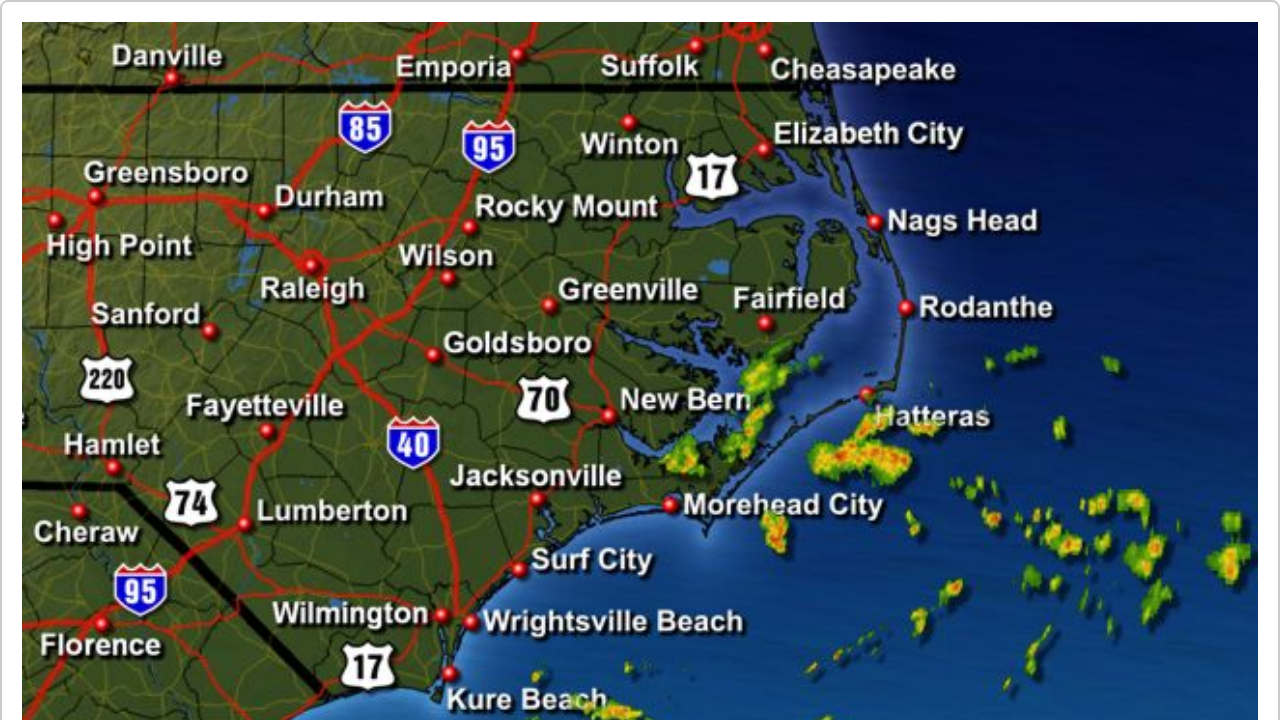 Danville
Emporia
Suffolk
Cheasapeake
85
95
Winton
Elizabeth City
17
Greensboro
Durham
Rocky Mount
Nags Head
High Point
Wilson
Raleigh
Greenville
Fairfield
Rodanthe
Sanford
Goldsboro
220
70
New Bern
Fayetteville
Hatteras
40
Hamlet
Jacksonville
74
Morehead City
Lumberton
Cheraw
Surf City
95
Wilmington
Wrightsville Beach
Florence
17
Kure Beach